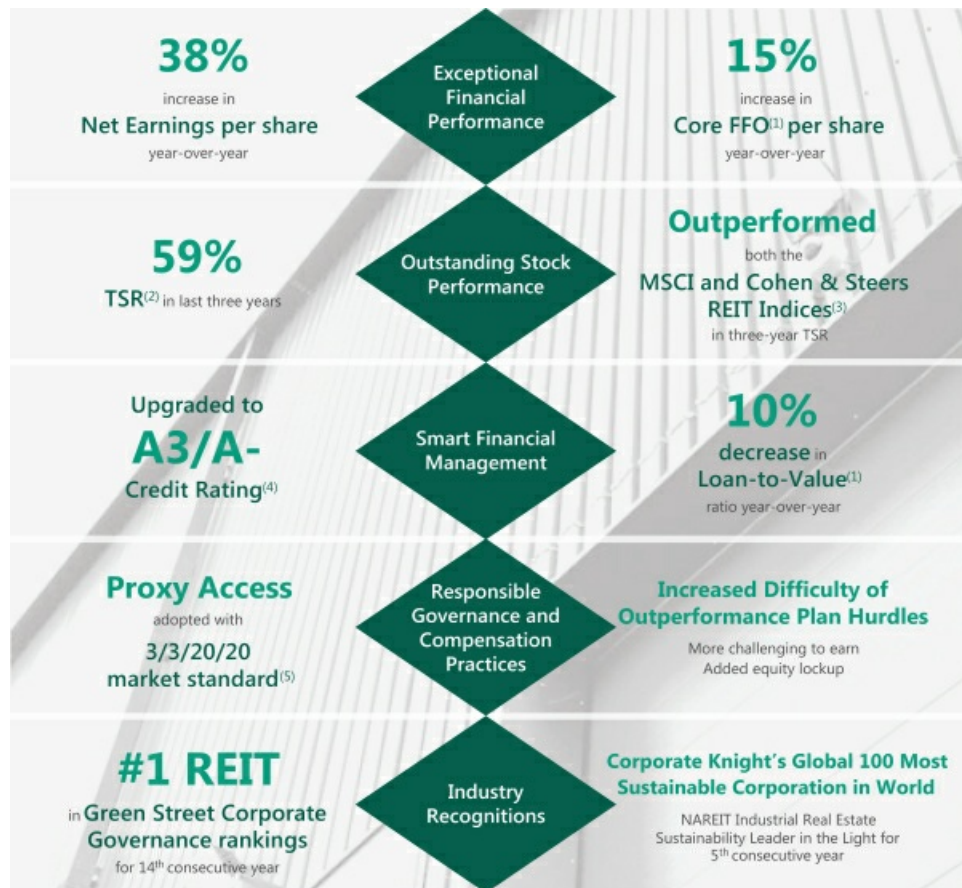 38%
increase in
Net Earnings per share
year-over-year
Exceptional
Financial
Performance
15%
increase in
Core FFO(1) per share
year-over-year
59%
TSR(2) in last three years
Outstanding Stock
Performance
Outperformed
both the
MSCI and Cohen & Steers
REIT Indices(3)
in three-year TSR
Upgraded to
A3/A-
Credit Rating(4)
Smart Financial
Management
10%
decrease in
Loan-to-Value(1)
ratio year-over-year
Proxy Access
adopted with
3/3/20/20
market standard(5)
Responsible
Governance and
Compensation
Practices
Increased Difficulty of
Outperformance Plan Hurdles
More challenging to earn
Added equity lockup
#1 REIT
in Green Street Corporate
Governance rankings
for 14th consecutive year
Industry
Recognitions
Corporate Knight's Global 100 Most
Sustainable Corporation in World
NAREIT Industrial Real Estate
Sustainability Leader in the Light for
5th consecutive year